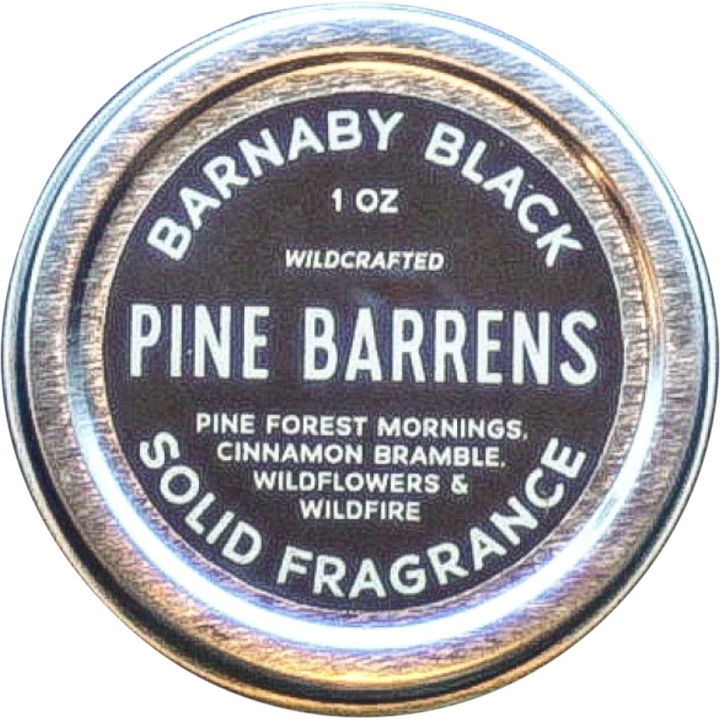 BARNABY BLACK
1 OZ
WILDCRAFTED
PINE BARRENS
PINE FOREST MORNINGS,
CINNAMON BRAMBLE,
WILDFLOWERS &
WILDFIRE
SOLID FRAGRANCE